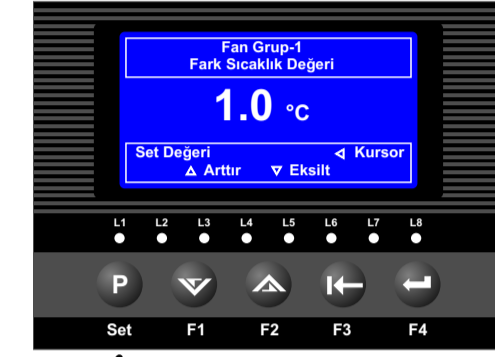 Fan Grup-1
Fark Sıcaklık Değeri
1.0 °C
Set Değeri ◃ Kursor
▵ Arttır ▿ Eksilt
L1 L2 L3 L4 L5 L6 L7 L8
P
Set F1 F2 F3 F4